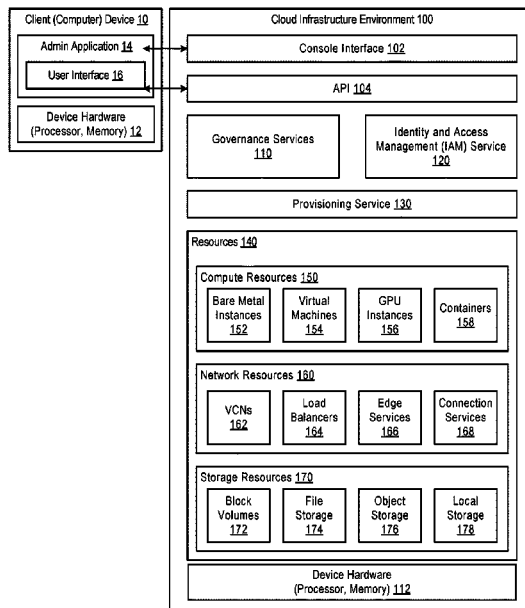 Client (Computer) Device 10
Admin Application 14
User Interface 16
Device Hardware
(Processor, Memory) 12
Cloud Infrastructure Environment 100
Console Interface 102
API 104
Governance Services
110
Identity and Access
Management (IAM) Service
120
Provisioning Service 130
Resources 140
Compute Resources 150
Bare Metal
Instances
152
Virtual
Machines
154
GPU
Instances
156
Containers
158
Network Resources 160
VCNs
162
Load
Balancers
164
Edge
Services
166
Connection
Services
168
Storage Resources 170
Block
Volumes
172
File
Storage
174
Object
Storage
176
Local
Storage
178
Device Hardware
(Processor, Memory) 112